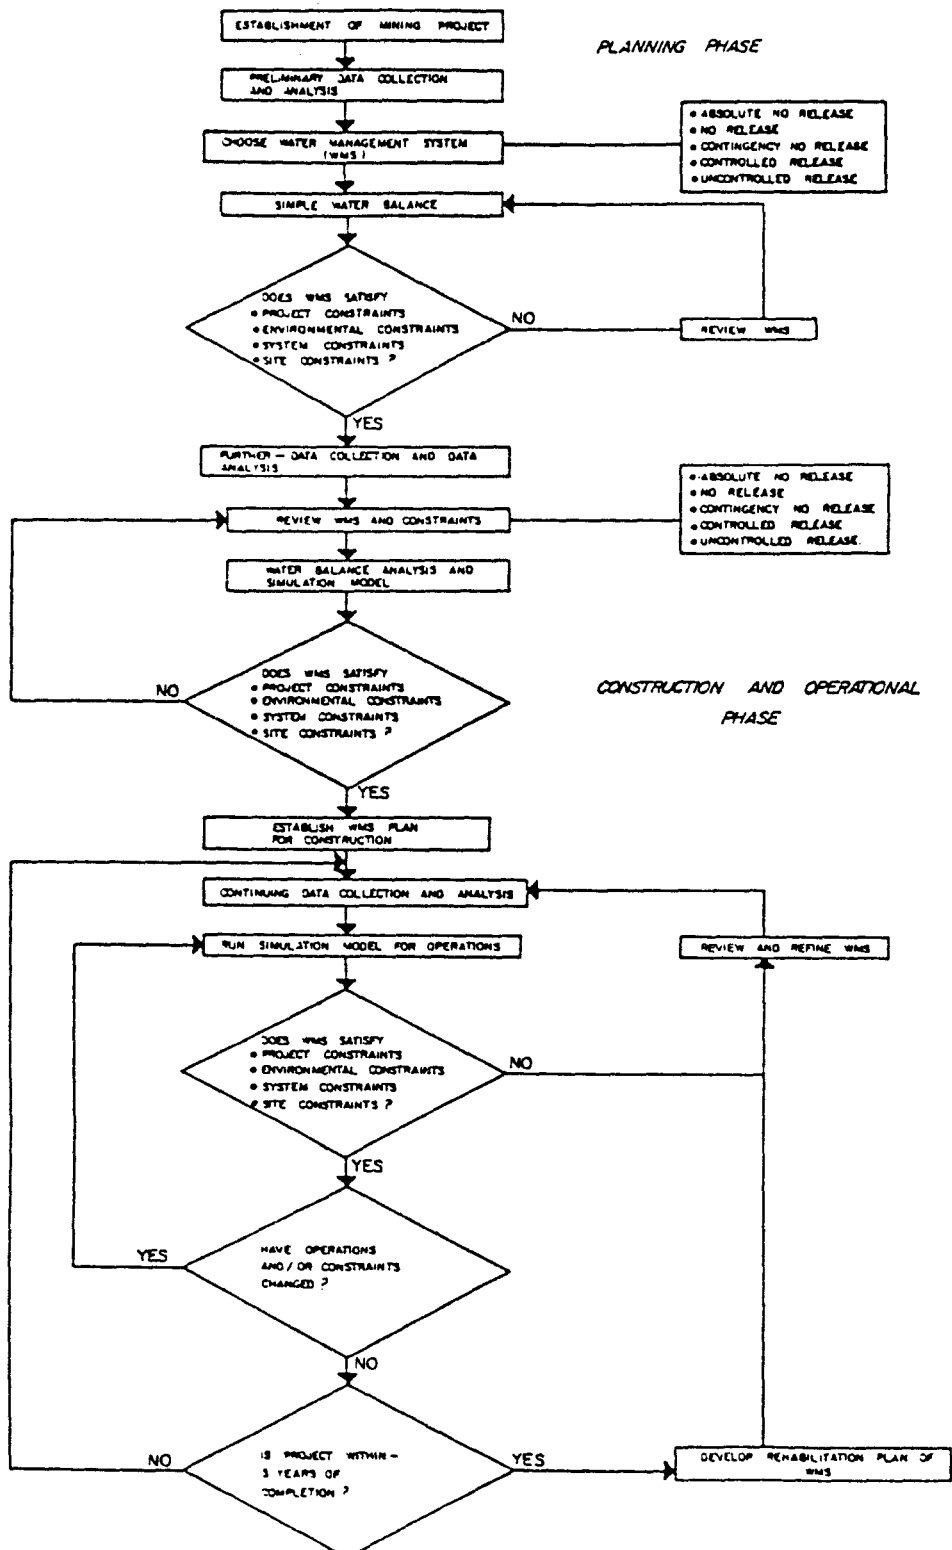 ESTABLISHMENT OF MINING PROJECT
PLANNING PHASE
PRELIMINARY DATA COLLECTION
AND ANALYSIS
CHOOSE WATER MANAGEMENT SYSTEM
(WMS)
• ABSOLUTE NO RELEASE
• NO RELEASE
• CONTINGENCY NO RELEASE
• CONTROLLED RELEASE
• UNCONTROLLED RELEASE
SIMPLE WATER BALANCE
DOES WMS SATISFY
• PROJECT CONSTRAINTS
• ENVIRONMENTAL CONSTRAINTS
• SYSTEM CONSTRAINTS
• SITE CONSTRAINTS ?
NO
REVIEW WMS
YES
FURTHER — DATA COLLECTION AND DATA
ANALYSIS
REVIEW WMS AND CONSTRAINTS
• ABSOLUTE NO RELEASE
• NO RELEASE
• CONTINGENCY NO RELEASE
• CONTROLLED RELEASE
• UNCONTROLLED RELEASE.
WATER BALANCE ANALYSIS AND
SIMULATION MODEL
DOES WMS SATISFY
• PROJECT CONSTRAINTS
• ENVIRONMENTAL CONSTRAINTS
• SYSTEM CONSTRAINTS
• SITE CONSTRAINTS ?
NO
CONSTRUCTION AND OPERATIONAL
PHASE
YES
ESTABLISH WMS PLAN
FOR CONSTRUCTION
CONTINUING DATA COLLECTION AND ANALYSIS
RUN SIMULATION MODEL FOR OPERATIONS
REVIEW AND REFINE WMS
DOES WMS SATISFY
• PROJECT CONSTRAINTS
• ENVIRONMENTAL CONSTRAINTS
• SYSTEM CONSTRAINTS
• SITE CONSTRAINTS ?
NO
YES
HAVE OPERATIONS
AND/OR CONSTRAINTS
CHANGED ?
YES
NO
IS PROJECT WITHIN —
YEARS OF
COMPLETION ?
NO
YES
DEVELOP REHABILITATION PLAN OF
WMS